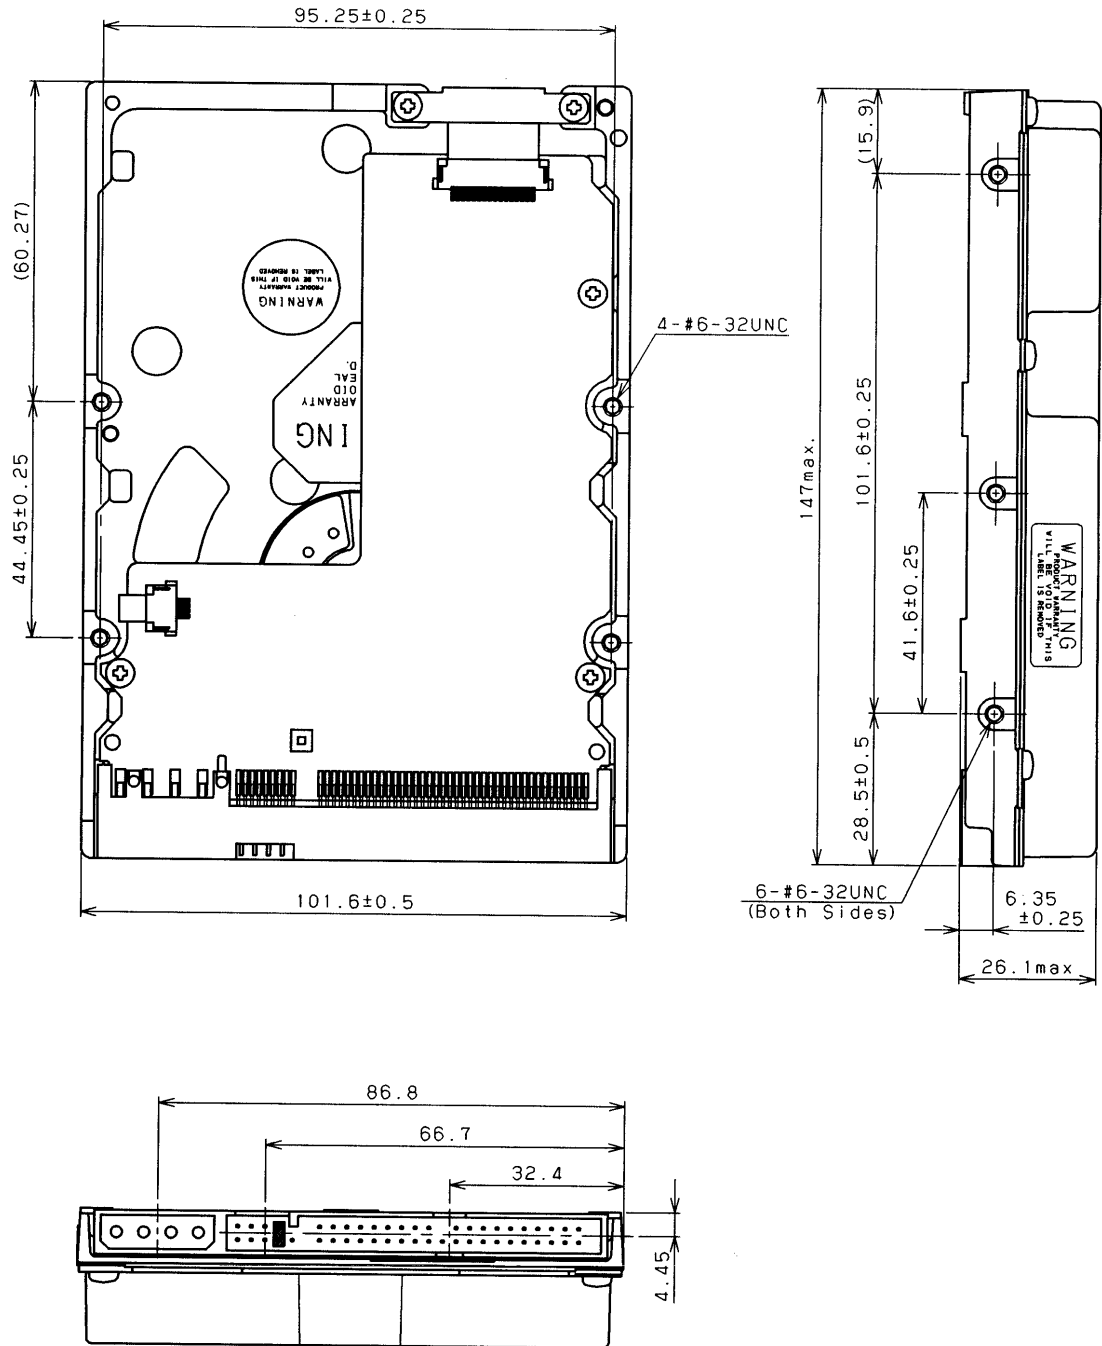 95.25±0.25
(60.27)
44.45±0.25
WARNING
PRODUCT WARRANTY
WILL BE VOID IF THIS
LABEL IS REMOVED
ING
ARRANTY
OID
EAL
D.
4-#6-32UNC
101.6±0.5
147max.
(15.9)
101.6±0.25
41.6±0.25
28.5±0.5
WARNING
PRODUCT WARRANTY
WILL BE VOID IF THIS
LABEL IS REMOVED
6-#6-32UNC
(Both Sides)
6.35
±0.25
26.1max
86.8
66.7
32.4
4.45